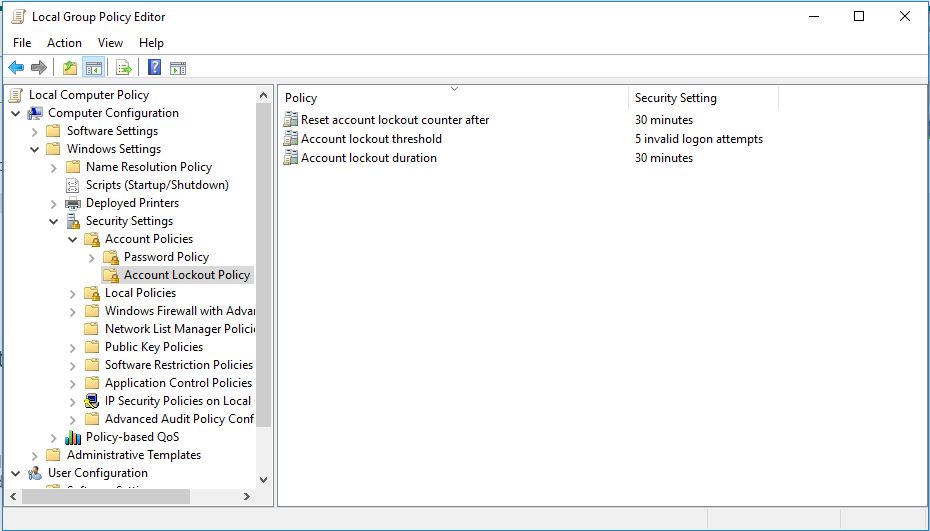 Local Group Policy Editor
File Action View Help
Local Computer Policy
Computer Configuration
Software Settings
Windows Settings
Name Resolution Policy
Scripts (Startup/Shutdown)
Deployed Printers
Security Settings
Account Policies
Password Policy
Account Lockout Policy
Local Policies
Windows Firewall with Advan
Network List Manager Policie
Public Key Policies
Software Restriction Policies
Application Control Policies
IP Security Policies on Local
Advanced Audit Policy Conf
Policy-based QoS
Administrative Templates
User Configuration
Policy Security Setting
Reset account lockout counter after 30 minutes
Account lockout threshold 5 invalid logon attempts
Account lockout duration 30 minutes